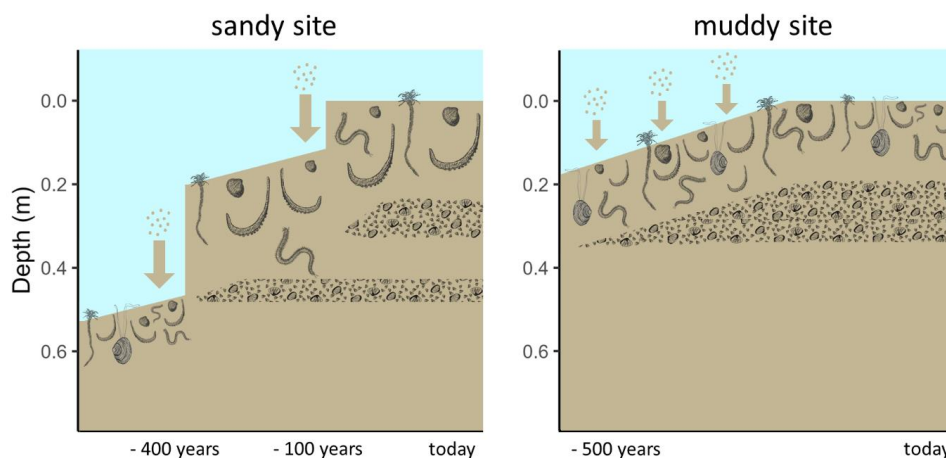 sandy site
muddy site
Depth (m)
0.0
0.2
0.4
0.6
- 400 years
- 100 years
today
0.0
0.2
0.4
0.6
- 500 years
today